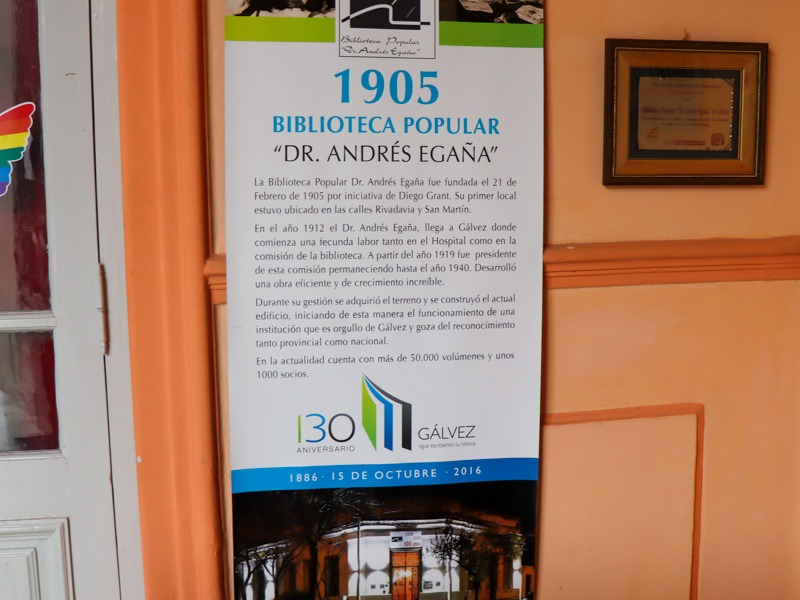 Biblioteca Popular
"Dr. Andrés Egaña"
1905
BIBLIOTECA POPULAR
"DR. ANDRÉS EGAÑA"
La Biblioteca Popular Dr. Andrés Egaña fue fundada el 21 de
Febrero de 1905 por iniciativa de Diego Grant. Su primer local
estuvo ubicado en las calles Rivadavia y San Martín.
En el año 1912 el Dr. Andrés Egaña, llega a Gálvez donde
comienza una fecunda labor tanto en el Hospital como en la
comisión de la biblioteca. A partir del año 1919 fue presidente
de esta comisión permaneciendo hasta el año 1940. Desarrolló
una obra eficiente y de crecimiento increíble.
Durante su gestión se adquirió el terreno y se construyó el actual
edificio, iniciando de esta manera el funcionamiento de una
institución que es orgullo de Gálvez y goza del reconocimiento
tanto provincial como nacional.
En la actualidad cuenta con más de 50.000 volúmenes y unos
1000 socios.
130
ANIVERSARIO
GÁLVEZ
sigue escribiendo su historia
1886 · 15 DE OCTUBRE · 2016
100 años